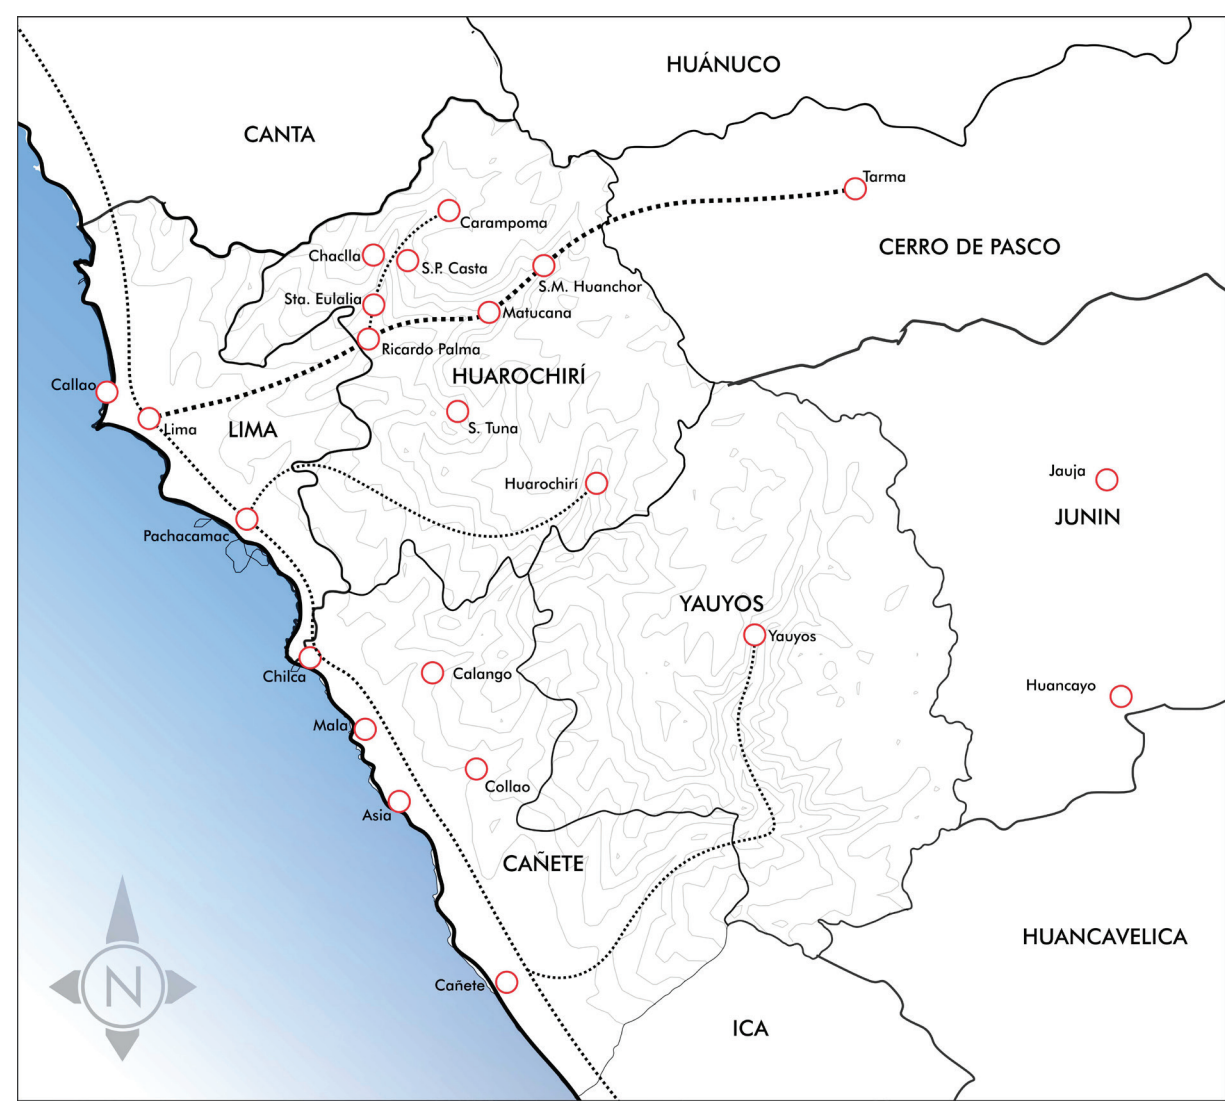 HUÁNUCO
CANTA
Tarma
Carampoma
CERRO DE PASCO
Chaclla
S.P. Casta
S.M. Huanchor
Sta. Eulalia
Matucana
Ricardo Palma
HUAROCHIRÍ
Callao
Lima
LIMA
S. Tuna
Jauja
Huarochirí
JUNIN
Pachacamac
YAUYOS
Yauyos
Chilca
Calango
Huancayo
Mala
Collao
Asia
CAÑETE
HUANCAVELICA
Cañete
N
ICA